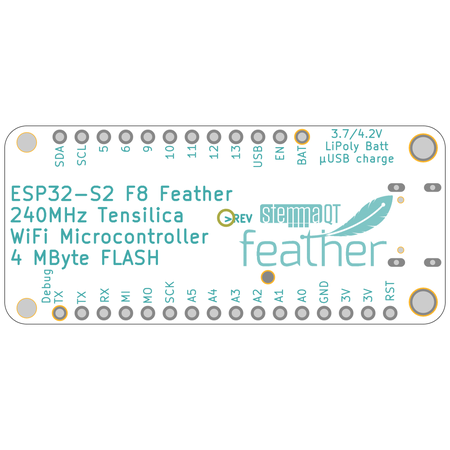 SDA SCL 5 6 9 10 11 12 13 USB EN BAT
3.7/4.2V
LiPoly Batt
µUSB charge
ESP32-S2 F8 Feather
240MHz Tensilica
WiFi Microcontroller
4 MByte FLASH
>REV
stemma QT
feather
Debug
TX TX RX MI MO SCK A5 A4 A3 A2 A1 A0 GND 3V 3V RST